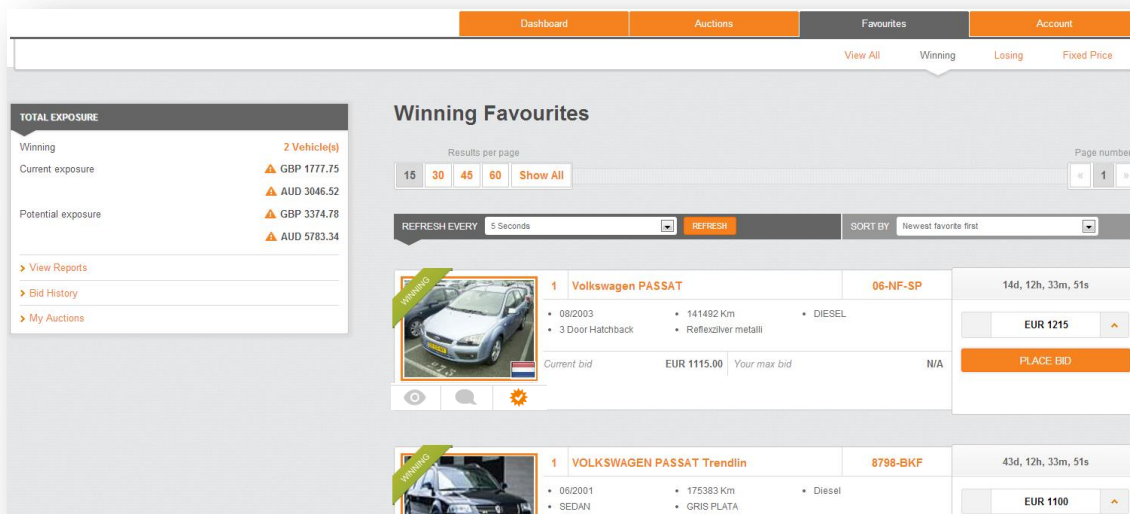 Dashboard
Auctions
Favourites
Account
View All
Winning
Losing
Fixed Price
TOTAL EXPOSURE
Winning
2 Vehicle(s)
Current exposure
GBP 1777.75
AUD 3046.52
Potential exposure
GBP 3374.78
AUD 5783.34
View Reports
Bid History
My Auctions
Winning Favourites
Results per page
Page number
15 30 45 60 Show All
« 1 »
REFRESH EVERY 5 Seconds REFRESH
SORT BY Newest favorite first
WINNING
1 Volkswagen PASSAT
06-NF-SP
14d, 12h, 33m, 51s
• 08/2003 • 141492 Km • DIESEL
• 3 Door Hatchback • Reflexzilver metalli
EUR 1215
Current bid EUR 1115.00 Your max bid N/A
PLACE BID
215
WINNING
1 VOLKSWAGEN PASSAT Trendlin
8798-BKF
43d, 12h, 33m, 51s
• 06/2001 • 175383 Km • Diesel
• SEDAN • GRIS PLATA
EUR 1100